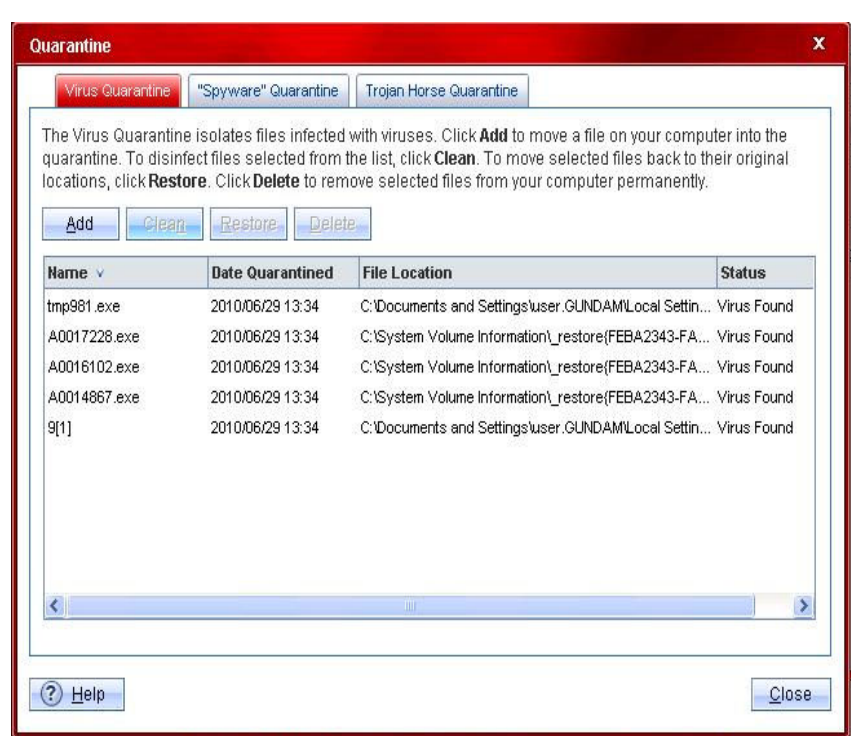 Quarantine x
Virus Quarantine "Spyware" Quarantine Trojan Horse Quarantine
The Virus Quarantine isolates files infected with viruses. Click Add to move a file on your computer into the
quarantine. To disinfect files selected from the list, click Clean. To move selected files back to their original
locations, click Restore. Click Delete to remove selected files from your computer permanently.
Add Clean Restore Delete
Name Date Quarantined File Location Status
tmp981.exe 2010/06/29 13:34 C:\Documents and Settings\user.GUNDAM\Local Settin... Virus Found
A0017228.exe 2010/06/29 13:34 C:\System Volume Information\_restore{FEBA2343-FA... Virus Found
A0016102.exe 2010/06/29 13:34 C:\System Volume Information\_restore{FEBA2343-FA... Virus Found
A0014867.exe 2010/06/29 13:34 C:\System Volume Information\_restore{FEBA2343-FA... Virus Found
9[1] 2010/06/29 13:34 C:\Documents and Settings\user.GUNDAM\Local Settin... Virus Found
? Help Close